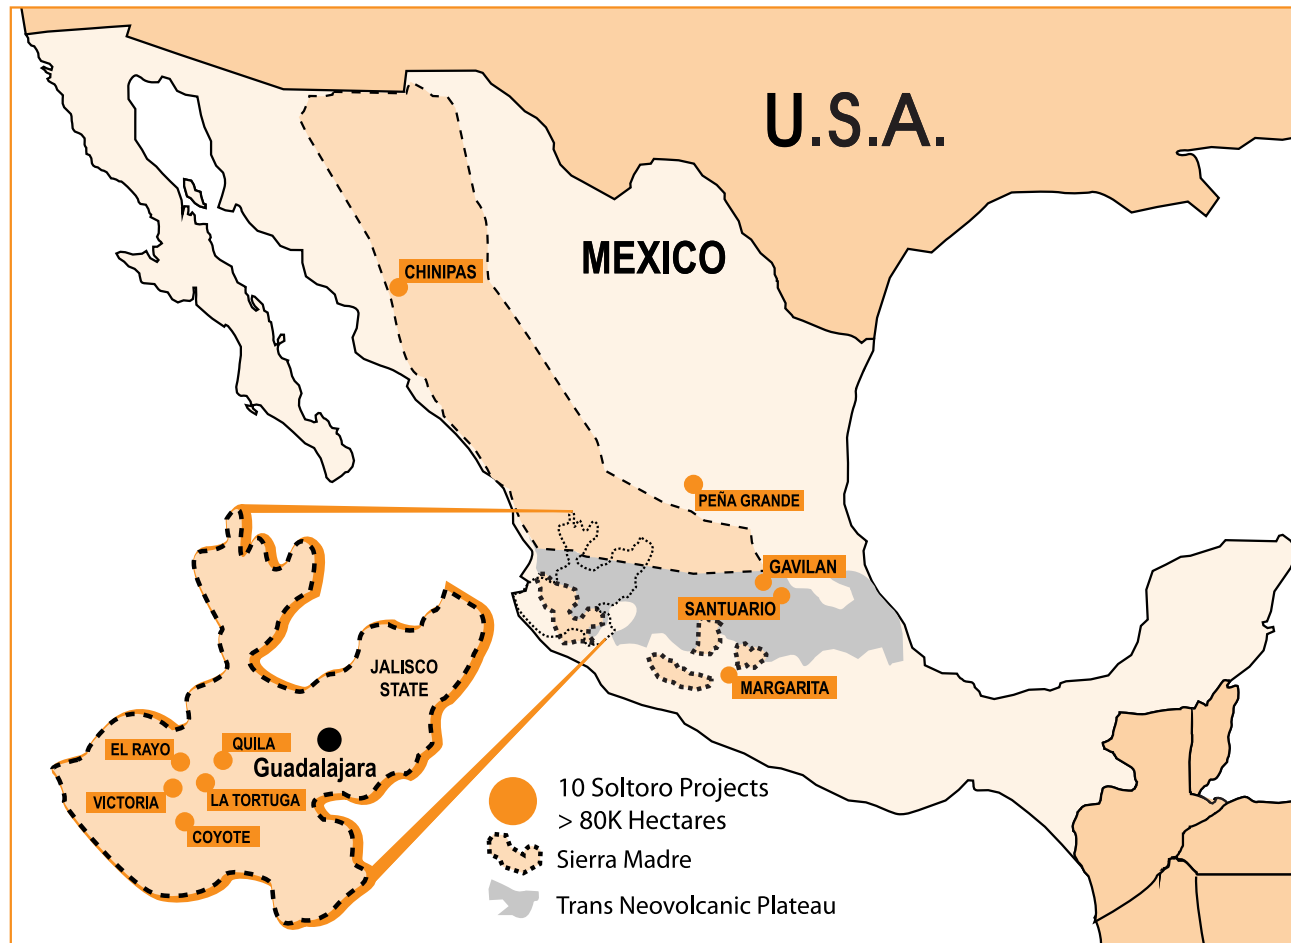 U.S.A.
MEXICO
CHINIPAS
PEÑA GRANDE
GAVILAN
SANTUARIO
MARGARITA
JALISCO
STATE
EL RAYO
QUILA
Guadalajara
VICTORIA
LA TORTUGA
COYOTE
10 Soltoro Projects
> 80K Hectares
Sierra Madre
Trans Neovolcanic Plateau